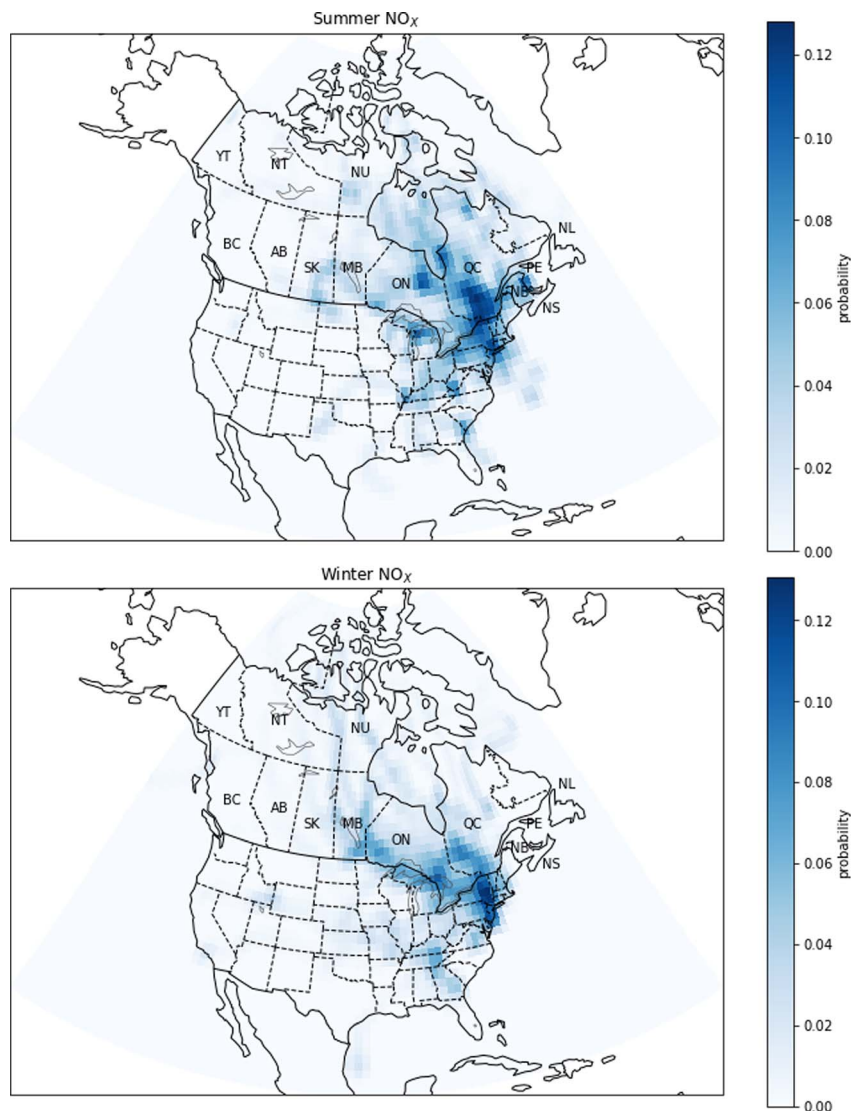 Summer NOX
YT
NT
NU
BC
AB
SK
MB
ON
QC
NL
PE
NB
NS
0.12
0.10
0.08
0.06
0.04
0.02
0.00
probability
Winter NOX
YT
NT
NU
BC
AB
SK
MB
ON
QC
NL
PE
NB
NS
0.12
0.10
0.08
0.06
0.04
0.02
0.00
probability